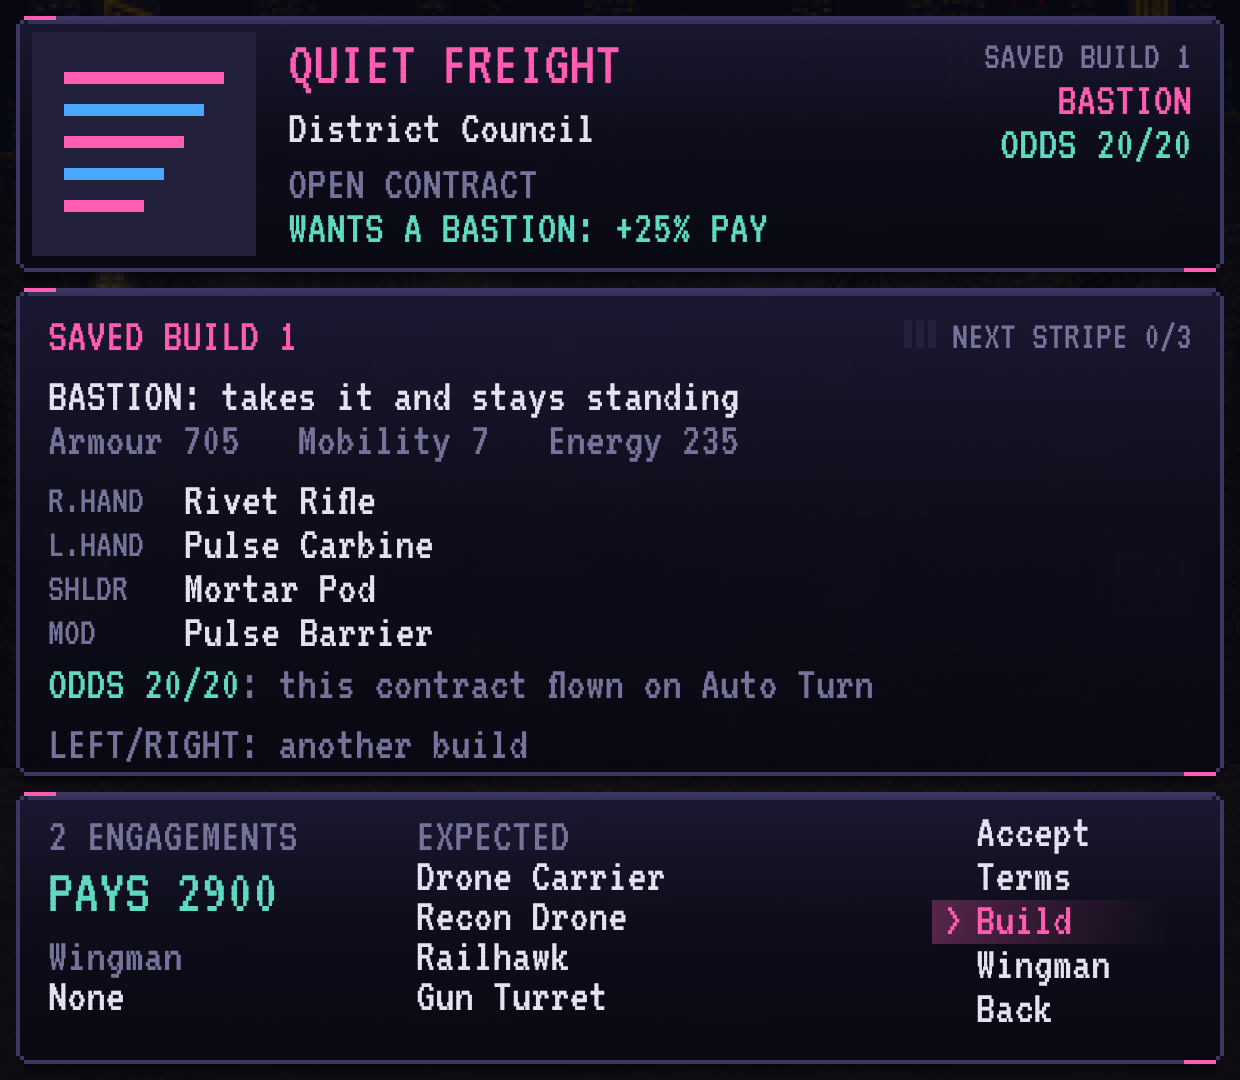 QUIET FREIGHT
District Council
OPEN CONTRACT
WANTS A BASTION: +25% PAY
SAVED BUILD 1
BASTION
ODDS 20/20
SAVED BUILD 1
NEXT STRIPE 0/3
BASTION: takes it and stays standing
Armour 705 Mobility 7 Energy 235
R.HAND Rivet Rifle
L.HAND Pulse Carbine
SHLDR Mortar Pod
MOD Pulse Barrier
ODDS 20/20: this contract flown on Auto Turn
LEFT/RIGHT: another build
2 ENGAGEMENTS
PAYS 2900
Wingman
None
EXPECTED
Drone Carrier
Recon Drone
Railhawk
Gun Turret
Accept
Terms
> Build
Wingman
Back